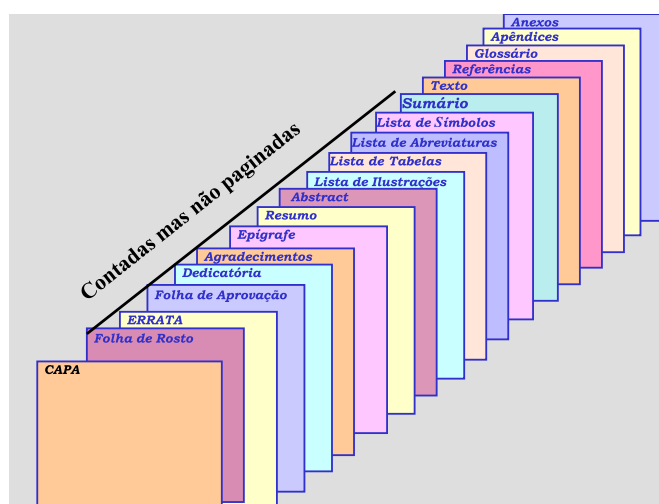 Anexos
Apêndices
Glossário
Referências
Texto
Sumário
Lista de Símbolos
Lista de Abreviaturas
Lista de Tabelas
Lista de Ilustrações
Abstract
Resumo
Epígrafe
Agradecimentos
Dedicatória
Folha de Aprovação
ERRATA
Folha de Rosto
CAPA
Contadas mas não paginadas